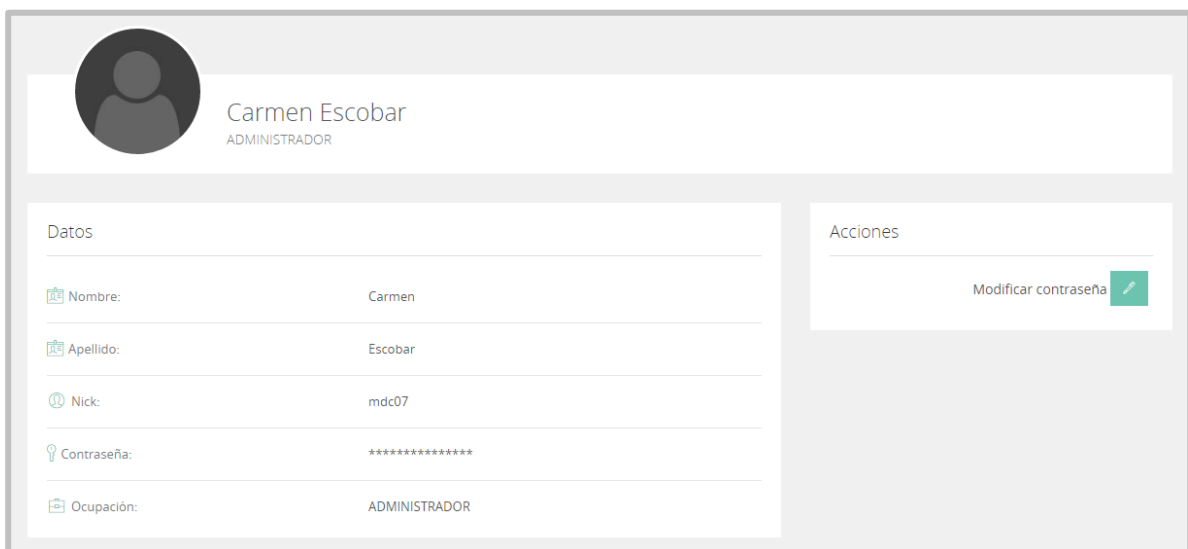 Carmen Escobar
ADMINISTRADOR
Datos
Nombre: Carmen
Apellido: Escobar
Nick: mdc07
Contraseña: ***************
Ocupación: ADMINISTRADOR
Acciones
Modificar contraseña